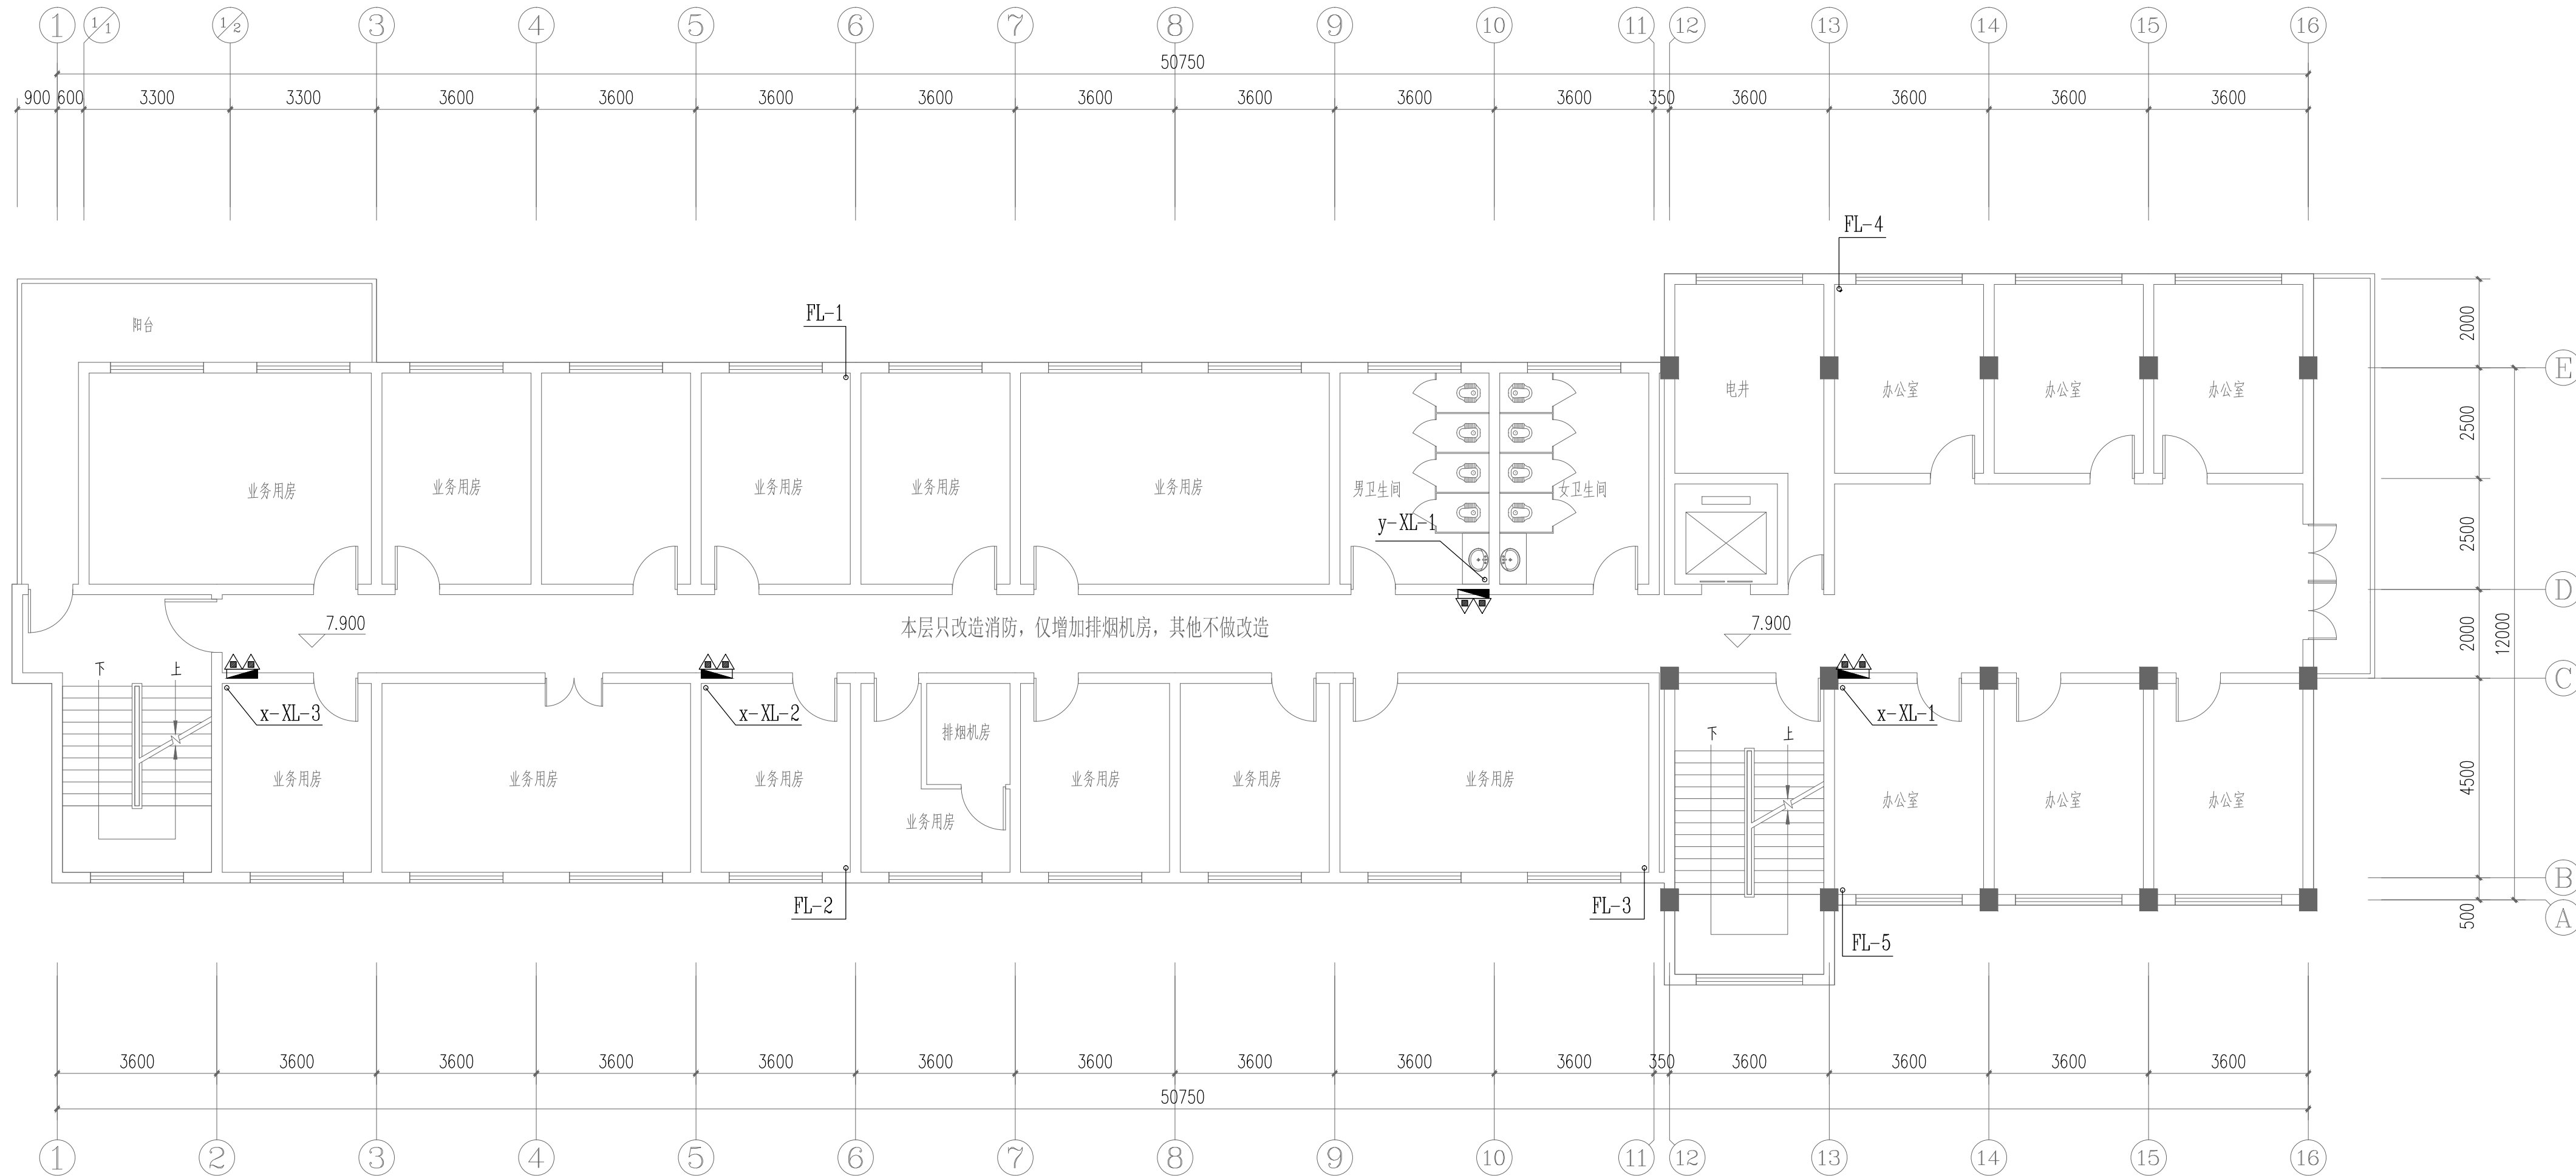 1 1/1 1/2 3 4 5 6 7 8 9 10 11 12 13 14 15 16
50750
900 600 3300 3300 3600 3600 3600 3600 3600 3600 3600 3600 350 3600 3600 3600 3600
FL-4
FL-1
阳台
2000
E
电井 办公室 办公室 办公室
2500
业务用房 业务用房 业务用房 业务用房 业务用房 男卫生间 女卫生间
y-XL-1
2500
D
7.900 本层只改造消防，仅增加排烟机房，其他不做改造 7.900
2000 12000
下 上
C
x-XL-3 x-XL-2 x-XL-1
排烟机房
下 上
业务用房 业务用房 业务用房 业务用房 业务用房 业务用房
4500
办公室 办公室 办公室
业务用房
B
FL-2 FL-3
500
A
FL-5
3600 3600 3600 3600 3600 3600 3600 3600 3600 3600 350 3600 3600 3600 3600
50750
1 2 3 4 5 6 7 8 9 10 11 12 13 14 15 16